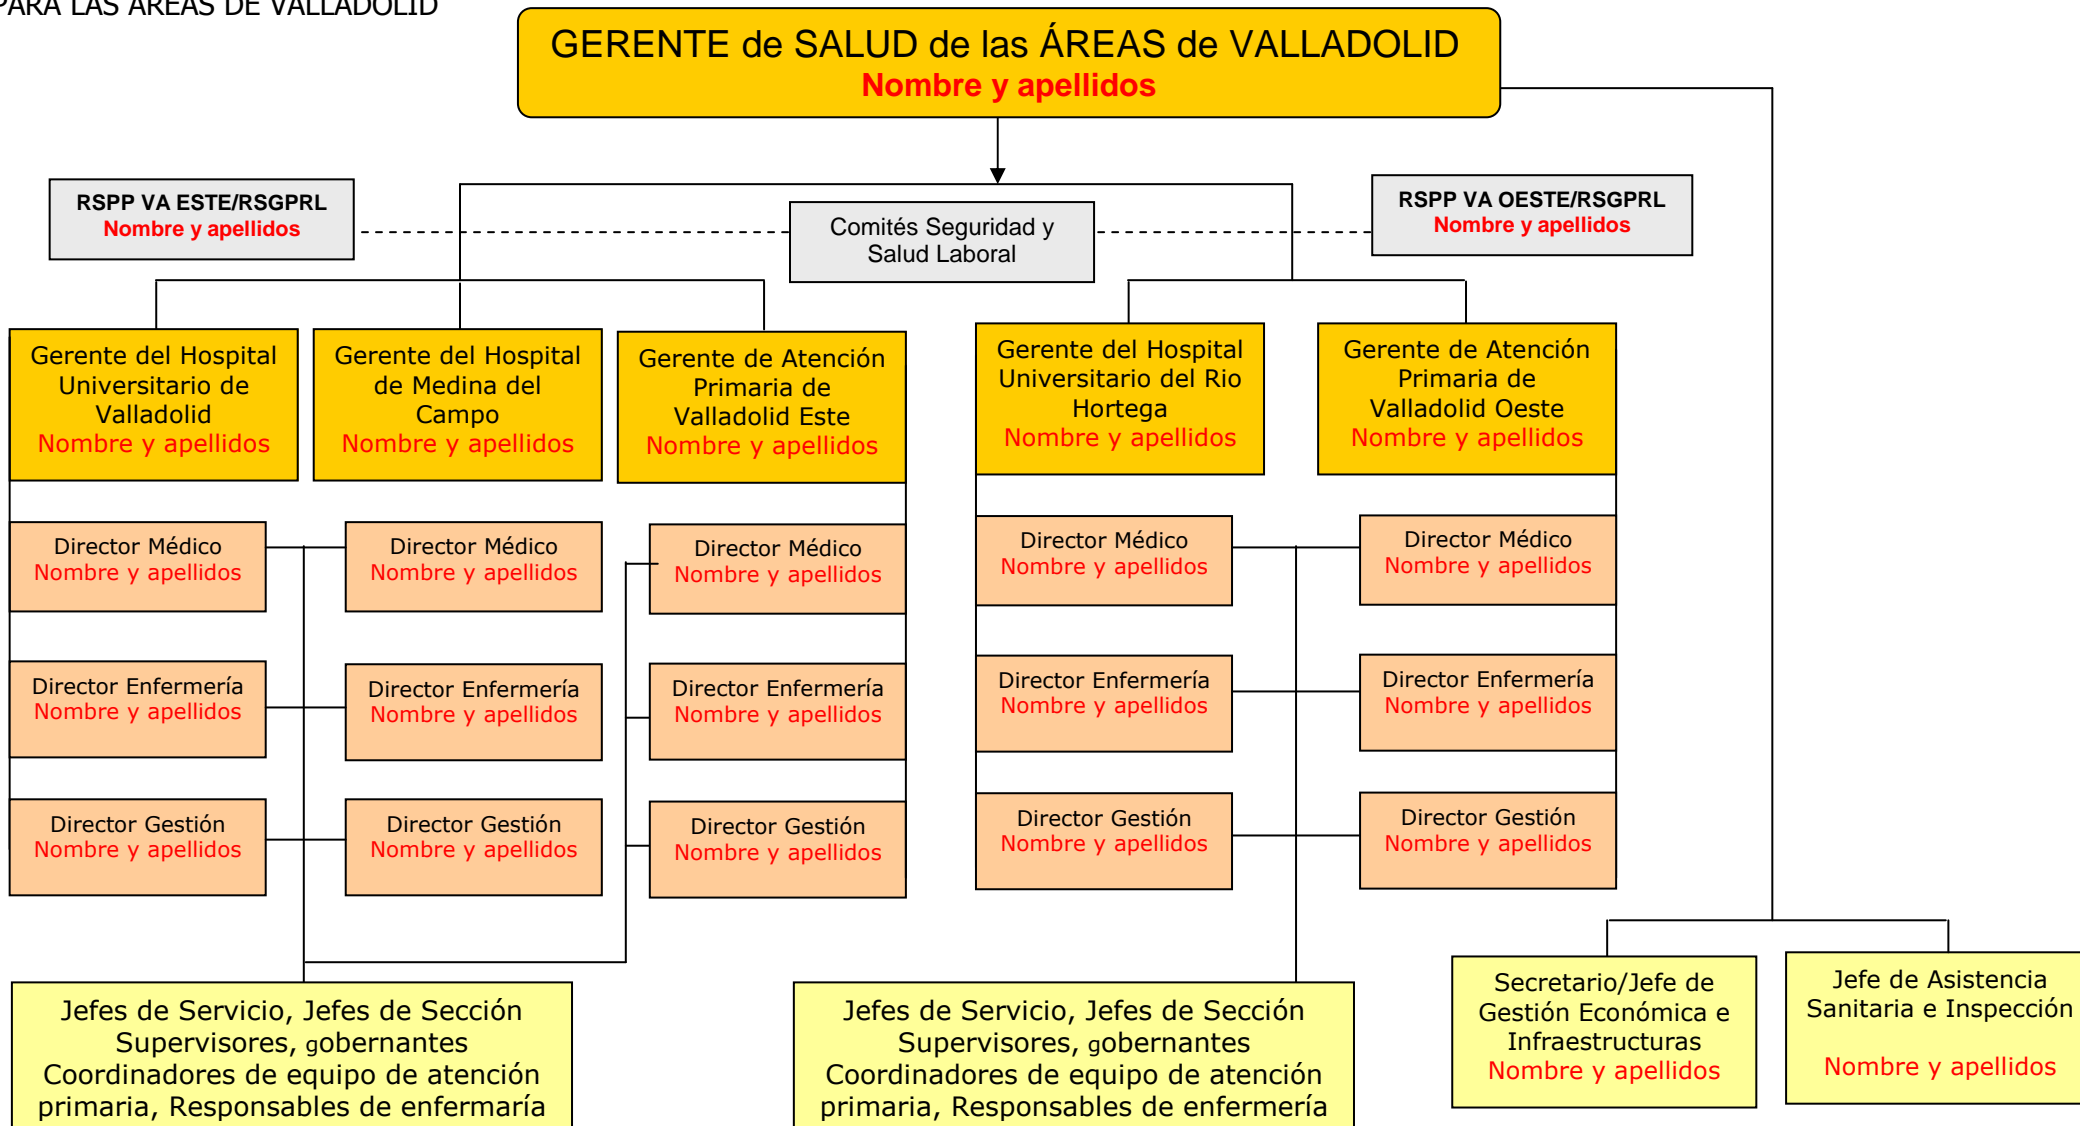 PARA LAS ÁREAS DE VALLADOLID
GERENTE de SALUD de las ÁREAS de VALLADOLID
Nombre y apellidos
RSPP VA ESTE/RSGPRL
Nombre y apellidos
Comités Seguridad y
Salud Laboral
RSPP VA OESTE/RSGPRL
Nombre y apellidos
Gerente del Hospital
Universitario de
Valladolid
Nombre y apellidos
Gerente del Hospital
de Medina del
Campo
Nombre y apellidos
Gerente de Atención
Primaria de
Valladolid Este
Nombre y apellidos
Gerente del Hospital
Universitario del Rio
Hortega
Nombre y apellidos
Gerente de Atención
Primaria de
Valladolid Oeste
Nombre y apellidos
Director Médico
Nombre y apellidos
Director Médico
Nombre y apellidos
Director Médico
Nombre y apellidos
Director Médico
Nombre y apellidos
Director Médico
Nombre y apellidos
Director Enfermería
Nombre y apellidos
Director Enfermería
Nombre y apellidos
Director Enfermería
Nombre y apellidos
Director Enfermería
Nombre y apellidos
Director Enfermería
Nombre y apellidos
Director Gestión
Nombre y apellidos
Director Gestión
Nombre y apellidos
Director Gestión
Nombre y apellidos
Director Gestión
Nombre y apellidos
Director Gestión
Nombre y apellidos
Jefes de Servicio, Jefes de Sección
Supervisores, gobernantes
Coordinadores de equipo de atención
primaria, Responsables de enfermaría
Jefes de Servicio, Jefes de Sección
Supervisores, gobernantes
Coordinadores de equipo de atención
primaria, Responsables de enfermería
Secretario/Jefe de
Gestión Económica e
Infraestructuras
Nombre y apellidos
Jefe de Asistencia
Sanitaria e Inspección
Nombre y apellidos